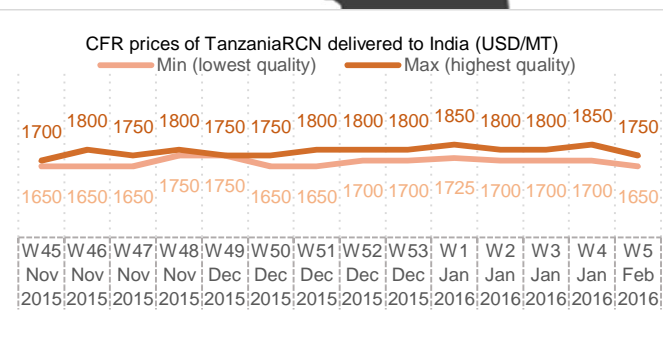 CFR prices of TanzaniaRCN delivered to India (USD/MT)
Min (lowest quality) Max (highest quality)
1700 1800 1750 1800 1750 1750 1800 1800 1800 1850 1800 1800 1850 1750
1650 1650 1650 1750 1750 1650 1650 1700 1700 1725 1700 1700 1700 1650
W45 W46 W47 W48 W49 W50 W51 W52 W53 W1 W2 W3 W4 W5
Nov Nov Nov Nov Dec Dec Dec Dec Dec Jan Jan Jan Jan Feb
2015 2015 2015 2015 2015 2015 2015 2015 2015 2016 2016 2016 2016 2016